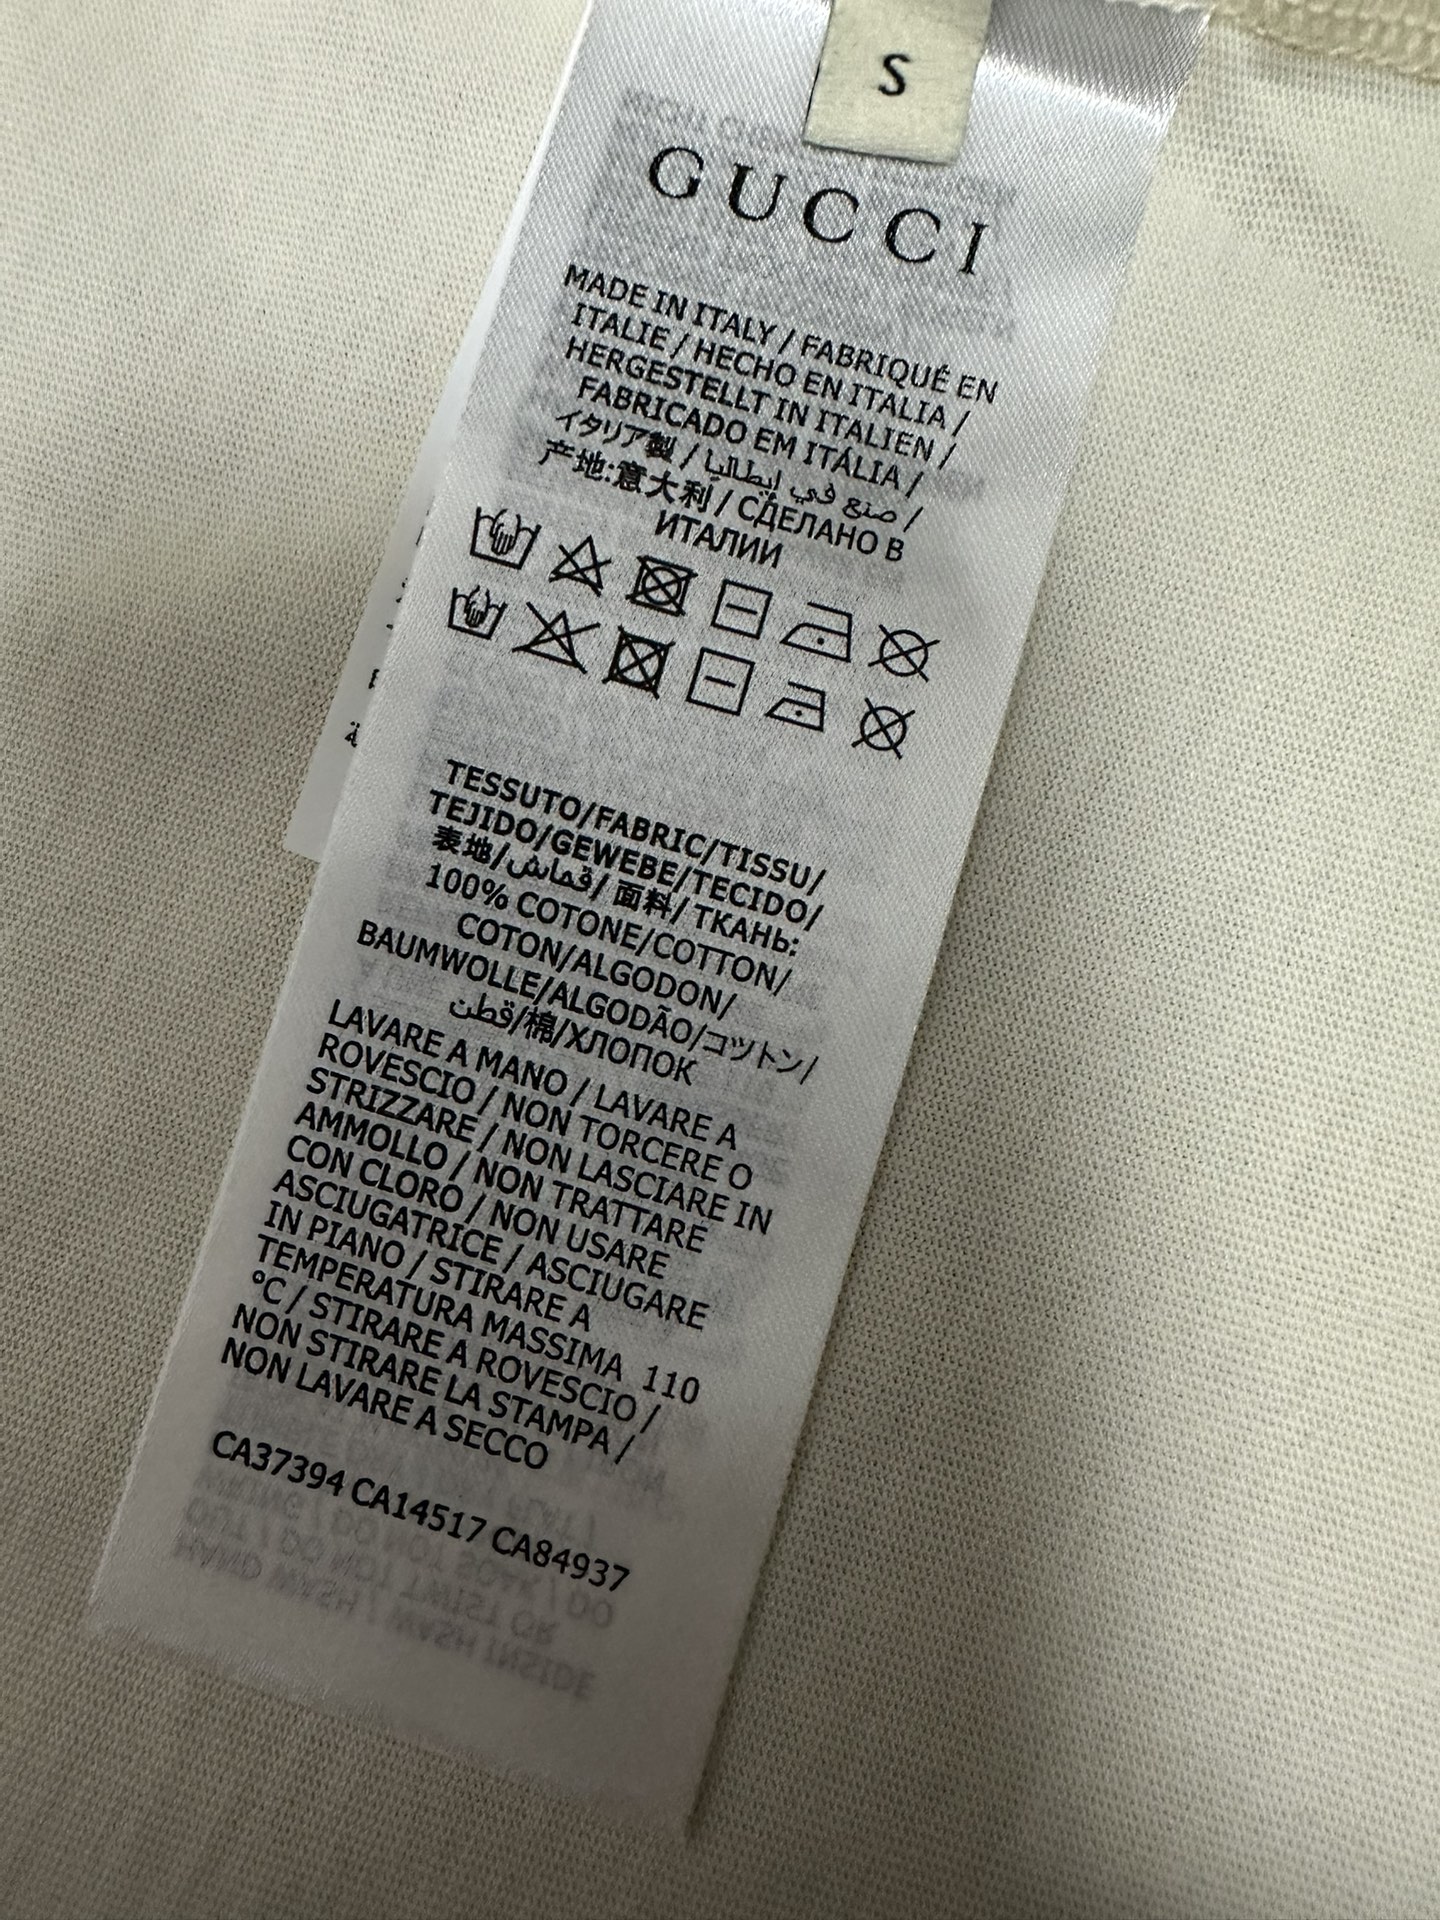 S
GUCCI
MADE IN ITALY / FABRIQUÉ EN
ITALIE / HECHO EN ITALIA /
HERGESTELLT IN ITALIEN /
FABRICADO EM ITÁLIA /
イタリア製 / صنع في إيطاليا /
产地:意大利 / СДЕЛАНО В
ИТАЛИИ
TESSUTO/FABRIC/TISSU/
TEJIDO/GEWEBE/TECIDO/
表地/قماش/ 面料/ ТКАНЬ:
100% COTONE/COTTON/
COTON/ALGODON/
BAUMWOLLE/ALGODÃO/コットン/
قطن/棉/ХЛОПОК
LAVARE A MANO / LAVARE A
ROVESCIO / NON TORCERE O
STRIZZARE / NON LASCIARE IN
AMMOLLO / NON TRATTARE
CON CLORO / NON USARE
ASCIUGATRICE / ASCIUGARE
IN PIANO / STIRARE A
TEMPERATURA MASSIMA 110
°C / STIRARE A ROVESCIO /
NON STIRARE LA STAMPA /
NON LAVARE A SECCO
CA37394 CA14517 CA84937